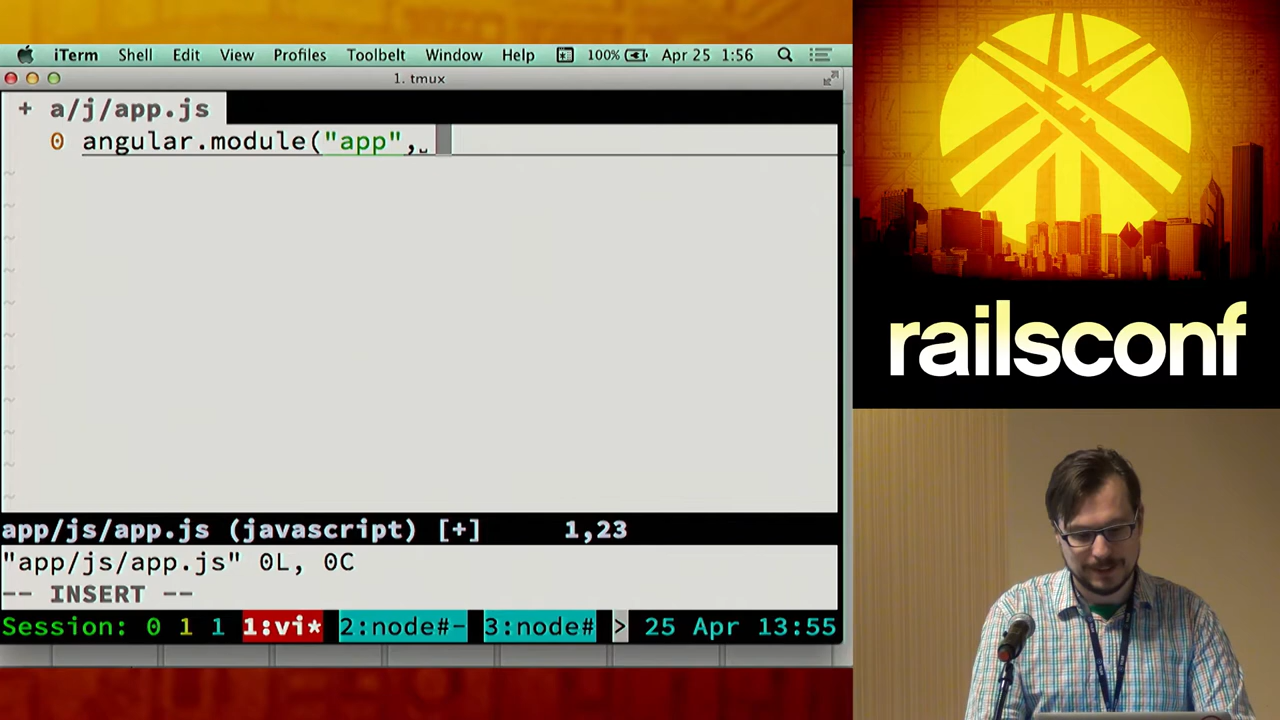 iTerm Shell Edit View Profiles Toolbelt Window Help 100% Apr 25 1:56
1. tmux
+ a/j/app.js
0 angular.module("app",
~
~
~
~
~
~
~
~
~
~
~
app/js/app.js (javascript) [+] 1,23
"app/js/app.js" 0L, 0C
-- INSERT --
Session: 0 1 1 1:vi* 2:node#- 3:node# > 25 Apr 13:55
railsconf